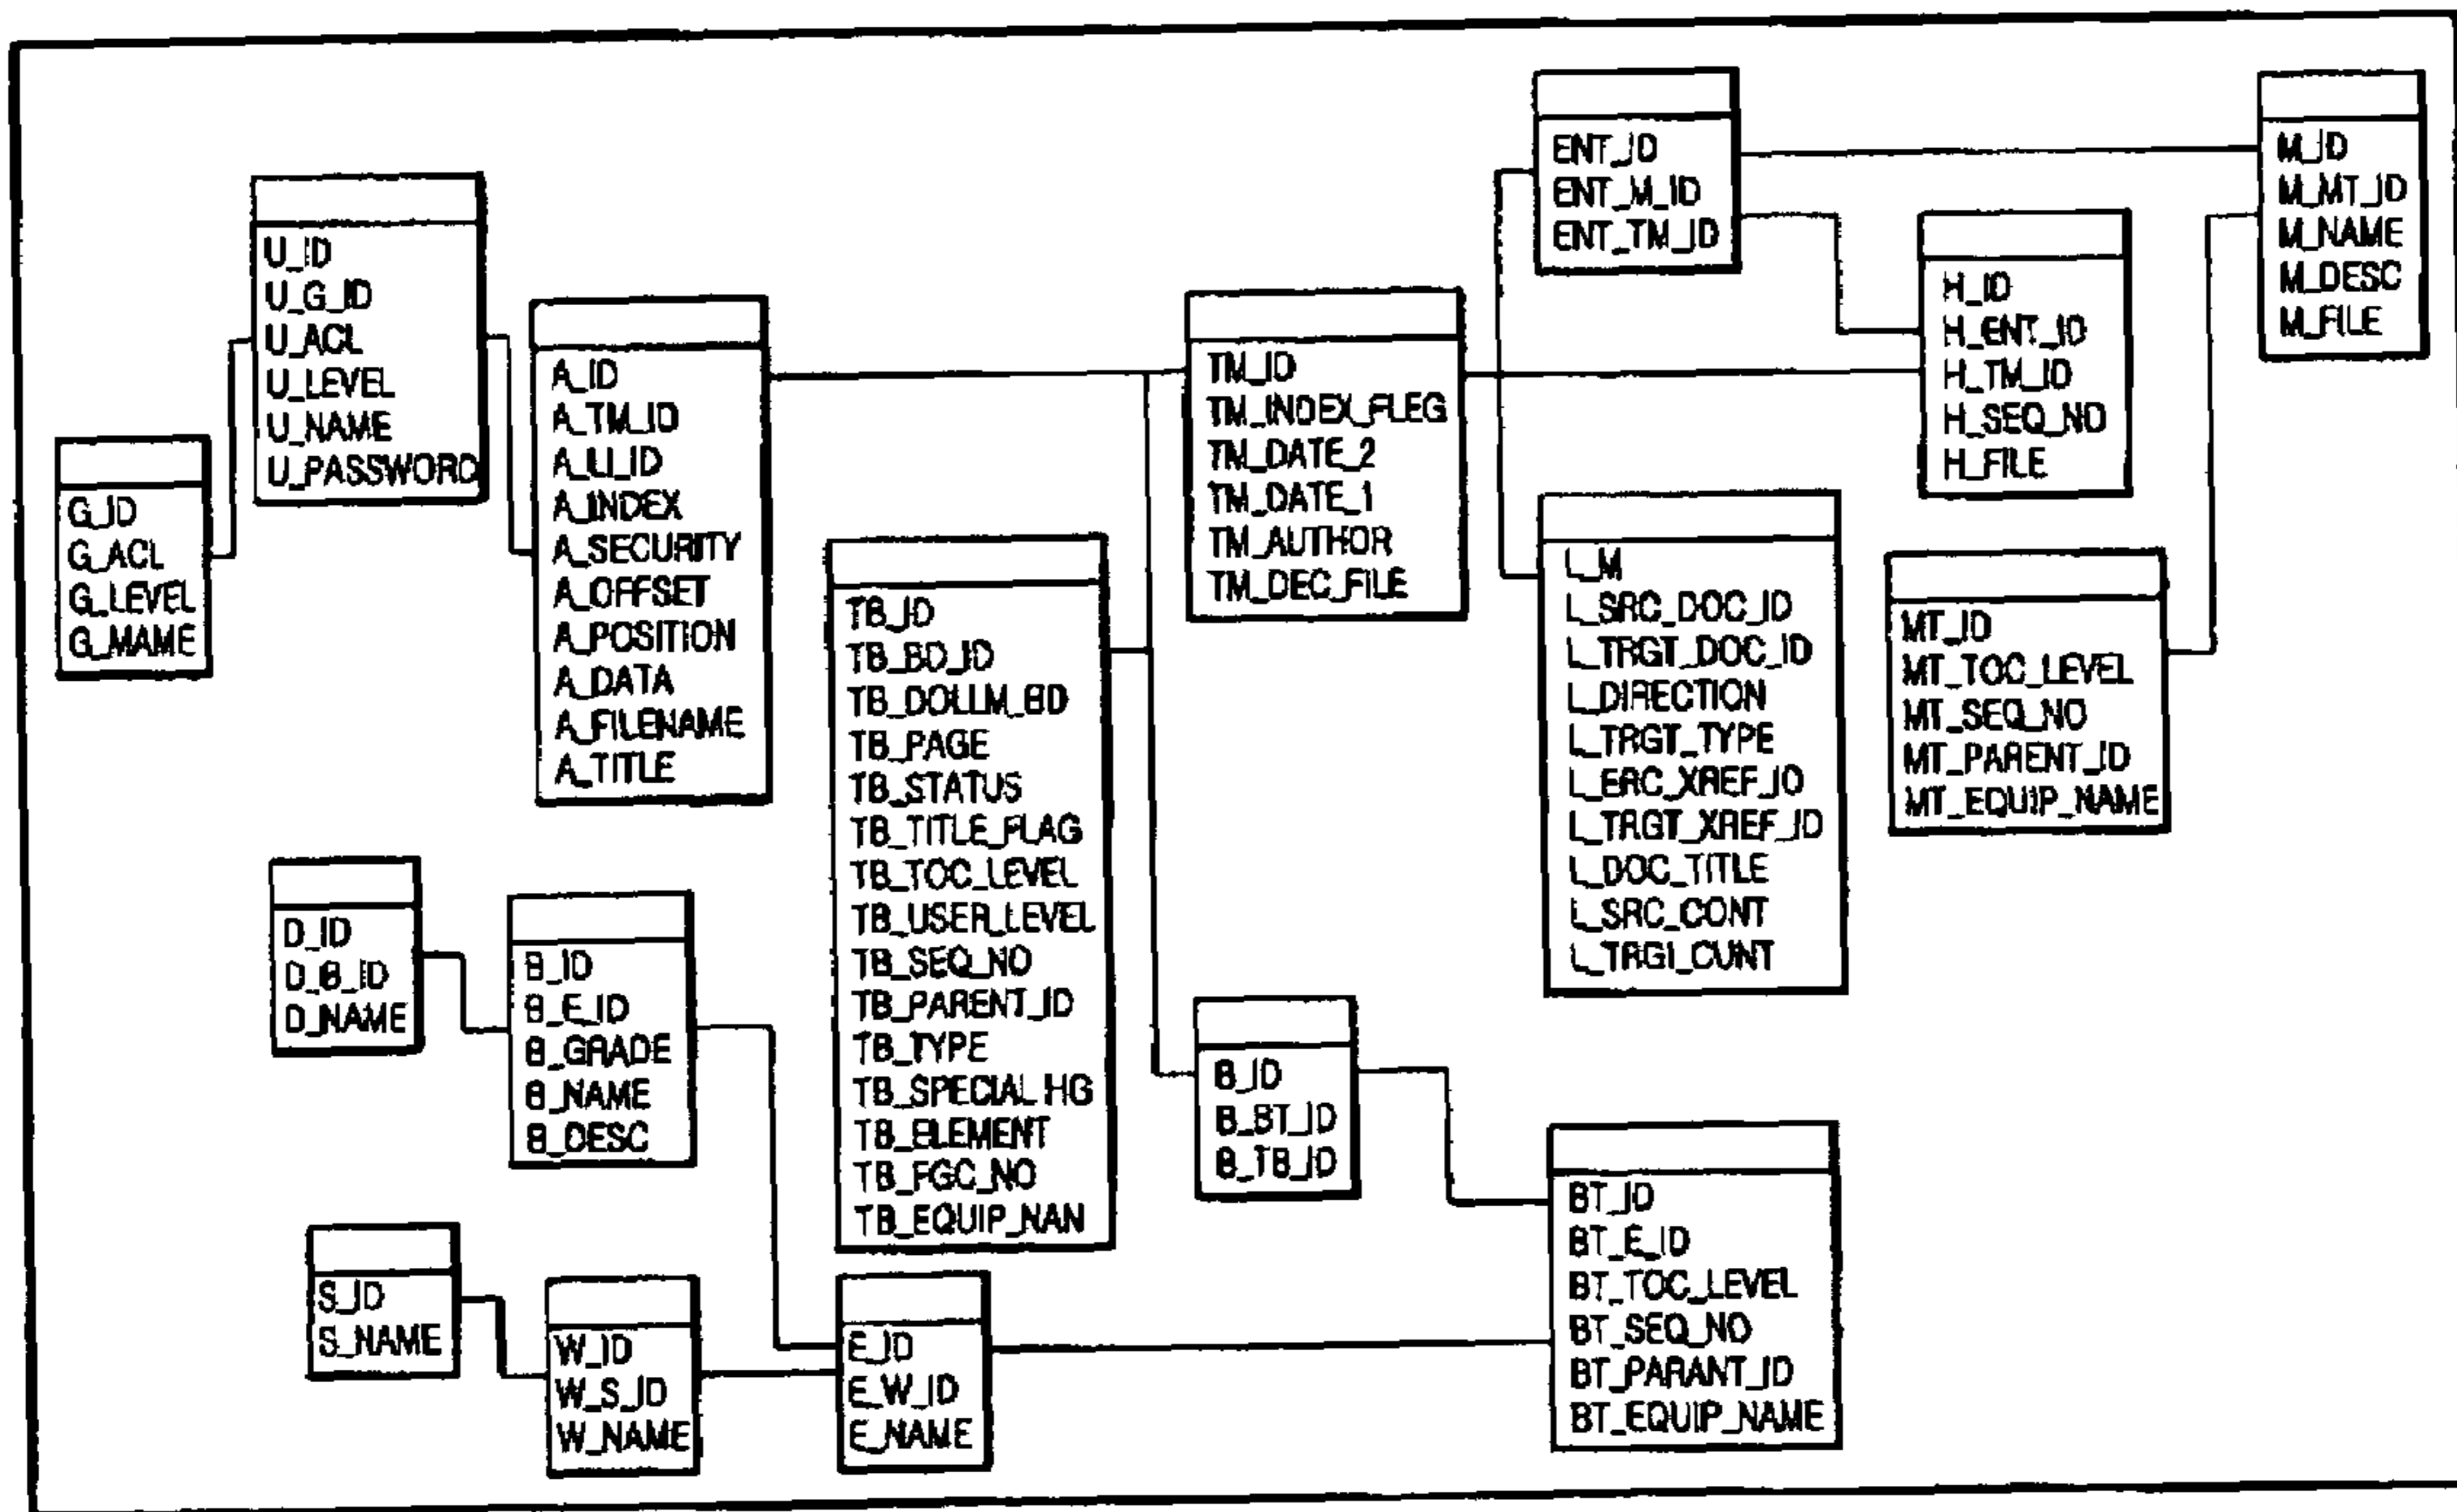 G_ID
G_ACL
G_LEVEL
G_MAME
U_ID
U_G_ID
U_ACL
U_LEVEL
U_NAME
U_PASSWORD
A_ID
A_TM_ID
A_U_ID
A_INDEX
A_SECURITY
A_OFFSET
A_POSITION
A_DATA
A_FILENAME
A_TITLE
TB_ID
TB_BD_ID
TB_DOLLM_BD
TB_PAGE
TB_STATUS
TB_TITLE_FLAG
TB_TOC_LEVEL
TB_USER_LEVEL
TB_SEQ_NO
TB_PARENT_ID
TB_TYPE
TB_SPECIAL HG
TB_ELEMENT
TB_FGC_NO
TB_EQUIP_NAN
TM_ID
TM_INDEX_FLEG
TM_DATE_2
TM_DATE_1
TM_AUTHOR
TM_DEC_FILE
ENT_ID
ENT_M_ID
ENT_TM_ID
M_ID
M_MT_ID
M_NAME
M_DESC
M_FILE
H_ID
H_ENT_ID
H_TM_ID
H_SEQ_NO
H_FILE
L_M
L_SRC_DOC_ID
L_TRGT_DOC_ID
L_DIRECTION
L_TRGT_TYPE
L_ERC_XREF_ID
L_TRGT_XREF_ID
L_DOC_TITLE
L_SRC_CONT
L_TRGI_CUNT
MT_ID
MT_TOC_LEVEL
MT_SEQ_NO
MT_PARENT_ID
MT_EQUIP_NAME
D_ID
D_B_ID
D_NAME
B_ID
B_E_ID
B_GRADE
B_NAME
B_DESC
B_ID
B_BT_ID
B_TB_ID
BT_ID
BT_E_ID
BT_TOC_LEVEL
BT_SEQ_NO
BT_PARANT_ID
BT_EQUIP_NAME
S_ID
S_NAME
W_ID
W_S_ID
W_NAME
E_ID
E_W_ID
E_NAME